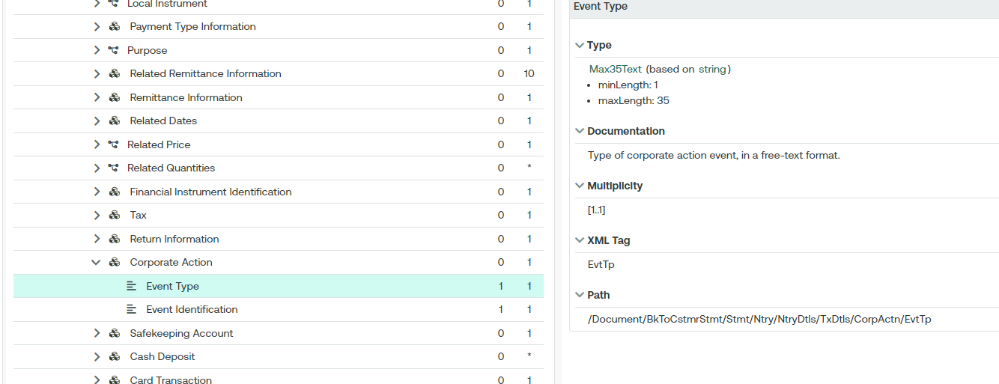 Local Instrument 0 1
Payment Type Information 0 1
Purpose 0 1
Related Remittance Information 0 10
Remittance Information 0 1
Related Dates 0 1
Related Price 0 1
Related Quantities 0 *
Financial Instrument Identification 0 1
Tax 0 1
Return Information 0 1
Corporate Action 0 1
Event Type 1 1
Event Identification 1 1
Safekeeping Account 0 1
Cash Deposit 0 *
Card Transaction 0 1
Event Type
Type
Max35Text (based on string)
• minLength: 1
• maxLength: 35
Documentation
Type of corporate action event, in a free-text format.
Multiplicity
[1..1]
XML Tag
EvtTp
Path
/Document/BkToCstmrStmt/Stmt/Ntry/NtryDtls/TxDtls/CorpActn/EvtTp